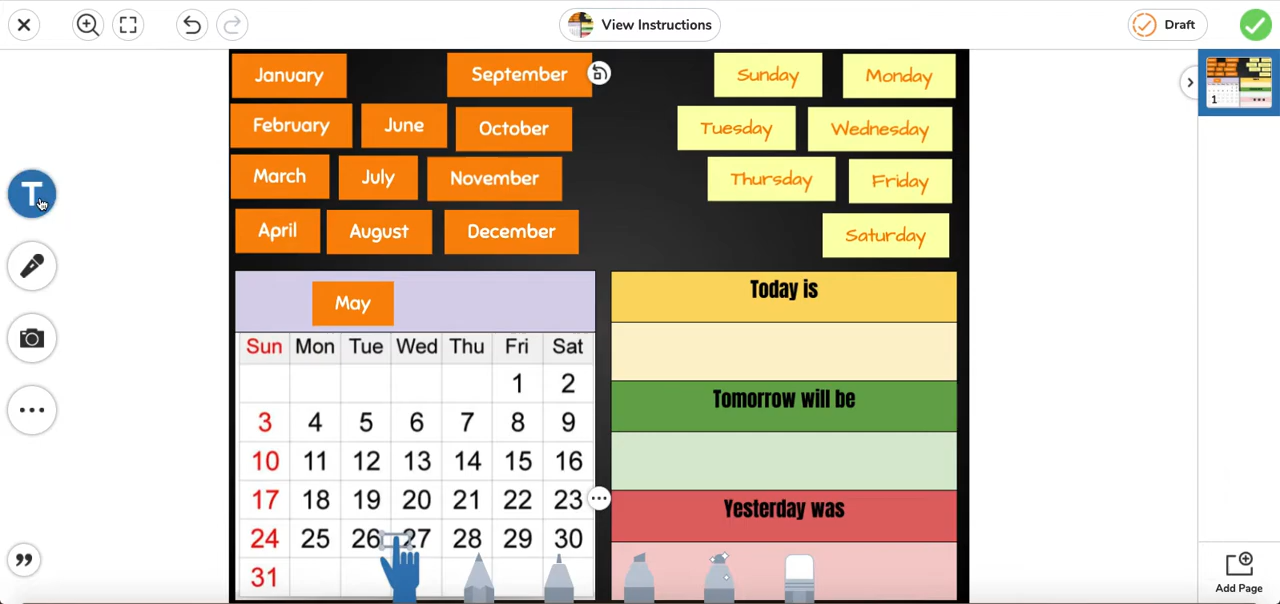 View Instructions
Draft
January
September
Sunday
Monday
February
June
October
Tuesday
Wednesday
March
July
November
Thursday
Friday
April
August
December
Saturday
May
Today is
Sun Mon Tue Wed Thu Fri Sat
1 2
Tomorrow will be
3 4 5 6 7 8 9
10 11 12 13 14 15 16
17 18 19 20 21 22 23
Yesterday was
24 25 26 27 28 29 30
31
T
Add Page